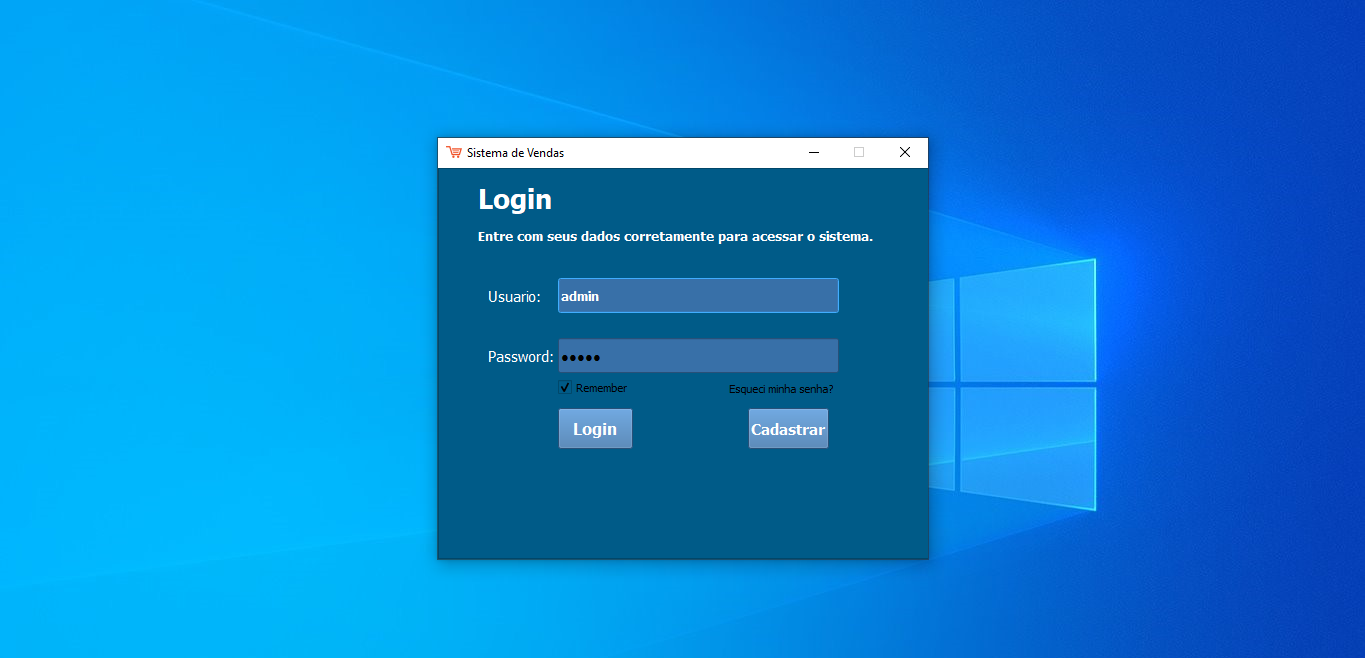 Sistema de Vendas
Login
Entre com seus dados corretamente para acessar o sistema.
Usuario: admin
Password: ●●●●●
Remember Esqueci minha senha?
Login Cadastrar